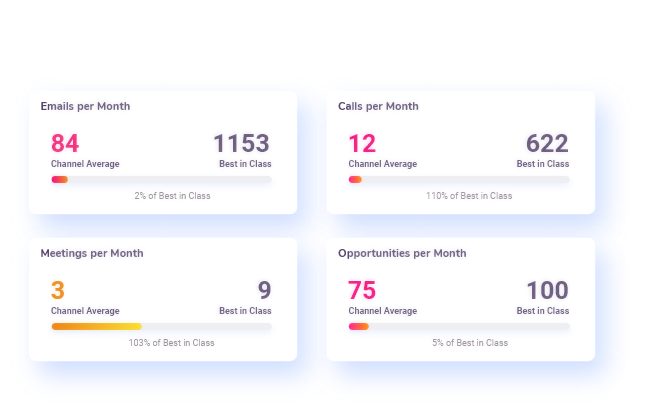 Emails per Month
84 1153
Channel Average Best in Class
2% of Best in Class
Calls per Month
12 622
Channel Average Best in Class
110% of Best in Class
Meetings per Month
3 9
Channel Average Best in Class
103% of Best in Class
Opportunities per Month
75 100
Channel Average Best in Class
5% of Best in Class